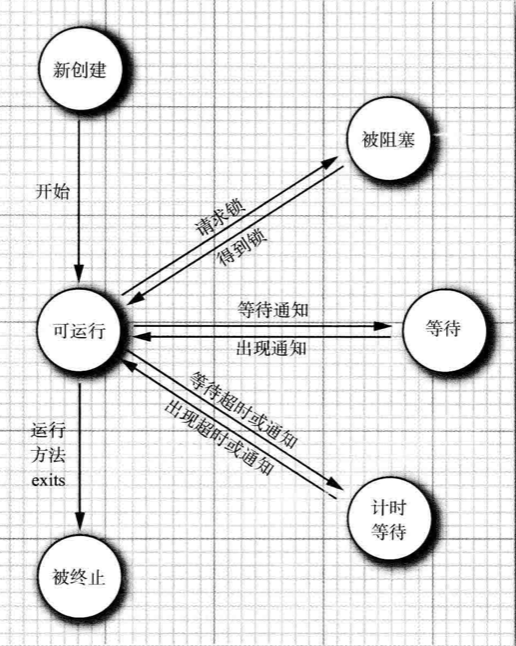 新创建
被阻塞
开始
请求锁
得到锁
等待通知
可运行
等待
出现通知
等待超时或通知
出现超时或通知
运行
方法
exits
计时
等待
被终止